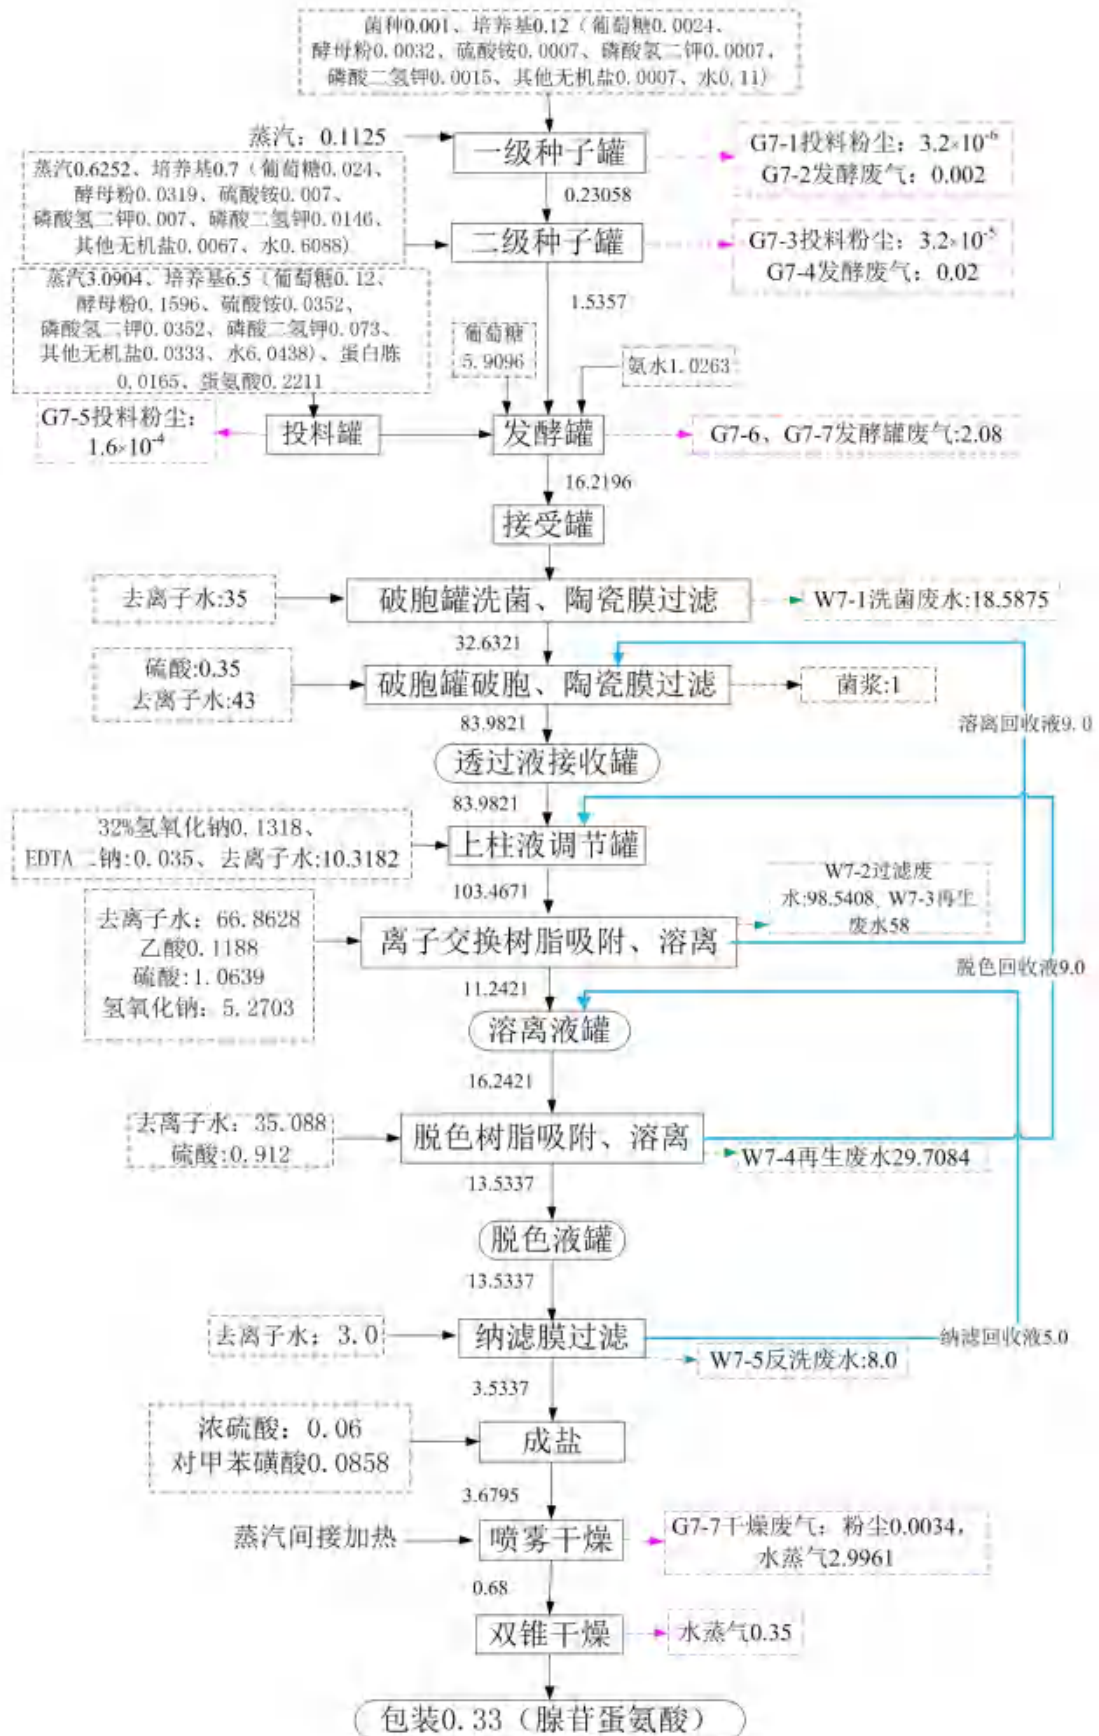 菌种0.001、培养基0.12（葡萄糖0.0024、
酵母粉0.0032、硫酸铵0.0007、磷酸氢二钾0.0007、
磷酸二氢钾0.0015、其他无机盐0.0007、水0.11)
蒸汽：0.1125
一级种子罐
G7-1投料粉尘：3.2×10⁻⁶
G7-2发酵废气：0.002
蒸汽0.6252、培养基0.7（葡萄糖0.024、
酵母粉0.0319、硫酸铵0.007、
磷酸氢二钾0.007、磷酸二氢钾0.0146、
其他无机盐0.0067、水0.6088)
0.23058
二级种子罐
G7-3投料粉尘：3.2×10⁻⁵
G7-4发酵废气：0.02
蒸汽3.0904、培养基6.5（葡萄糖0.12、
酵母粉0.1596、硫酸铵0.0352、
磷酸氢二钾0.0352、磷酸二氢钾0.073、
其他无机盐0.0333、水6.0438)、蛋白胨
0.0165、蛋氨酸0.2211
1.5357
葡萄糖
5.9096
氨水1.0263
G7-5投料粉尘：
1.6×10⁻⁴
投料罐
发酵罐
G7-6、G7-7发酵罐废气:2.08
16.2196
接受罐
去离子水:35
破胞罐洗菌、陶瓷膜过滤
W7-1洗菌废水:18.5875
32.6321
硫酸:0.35
去离子水:43
破胞罐破胞、陶瓷膜过滤
菌浆:1
溶离回收液9.0
83.9821
透过液接收罐
83.9821
32%氢氧化钠0.1318、
EDTA二钠:0.035、去离子水:10.3182
上柱液调节罐
103.4671
W7-2过滤废
水:98.5408、W7-3再生
废水58
去离子水：66.8628
乙酸0.1188
硫酸:1.0639
氢氧化钠：5.2703
离子交换树脂吸附、溶离
脱色回收液9.0
11.2421
溶离液罐
16.2421
去离子水：35.088
硫酸:0.912
脱色树脂吸附、溶离
W7-4再生废水29.7084
13.5337
脱色液罐
13.5337
去离子水：3.0
纳滤膜过滤
纳滤回收液5.0
W7-5反洗废水:8.0
3.5337
浓硫酸：0.06
对甲苯磺酸0.0858
成盐
3.6795
蒸汽间接加热
喷雾干燥
G7-7干燥废气：粉尘0.0034，
水蒸气2.9961
0.68
双锥干燥
水蒸气0.35
包装0.33（腺苷蛋氨酸）